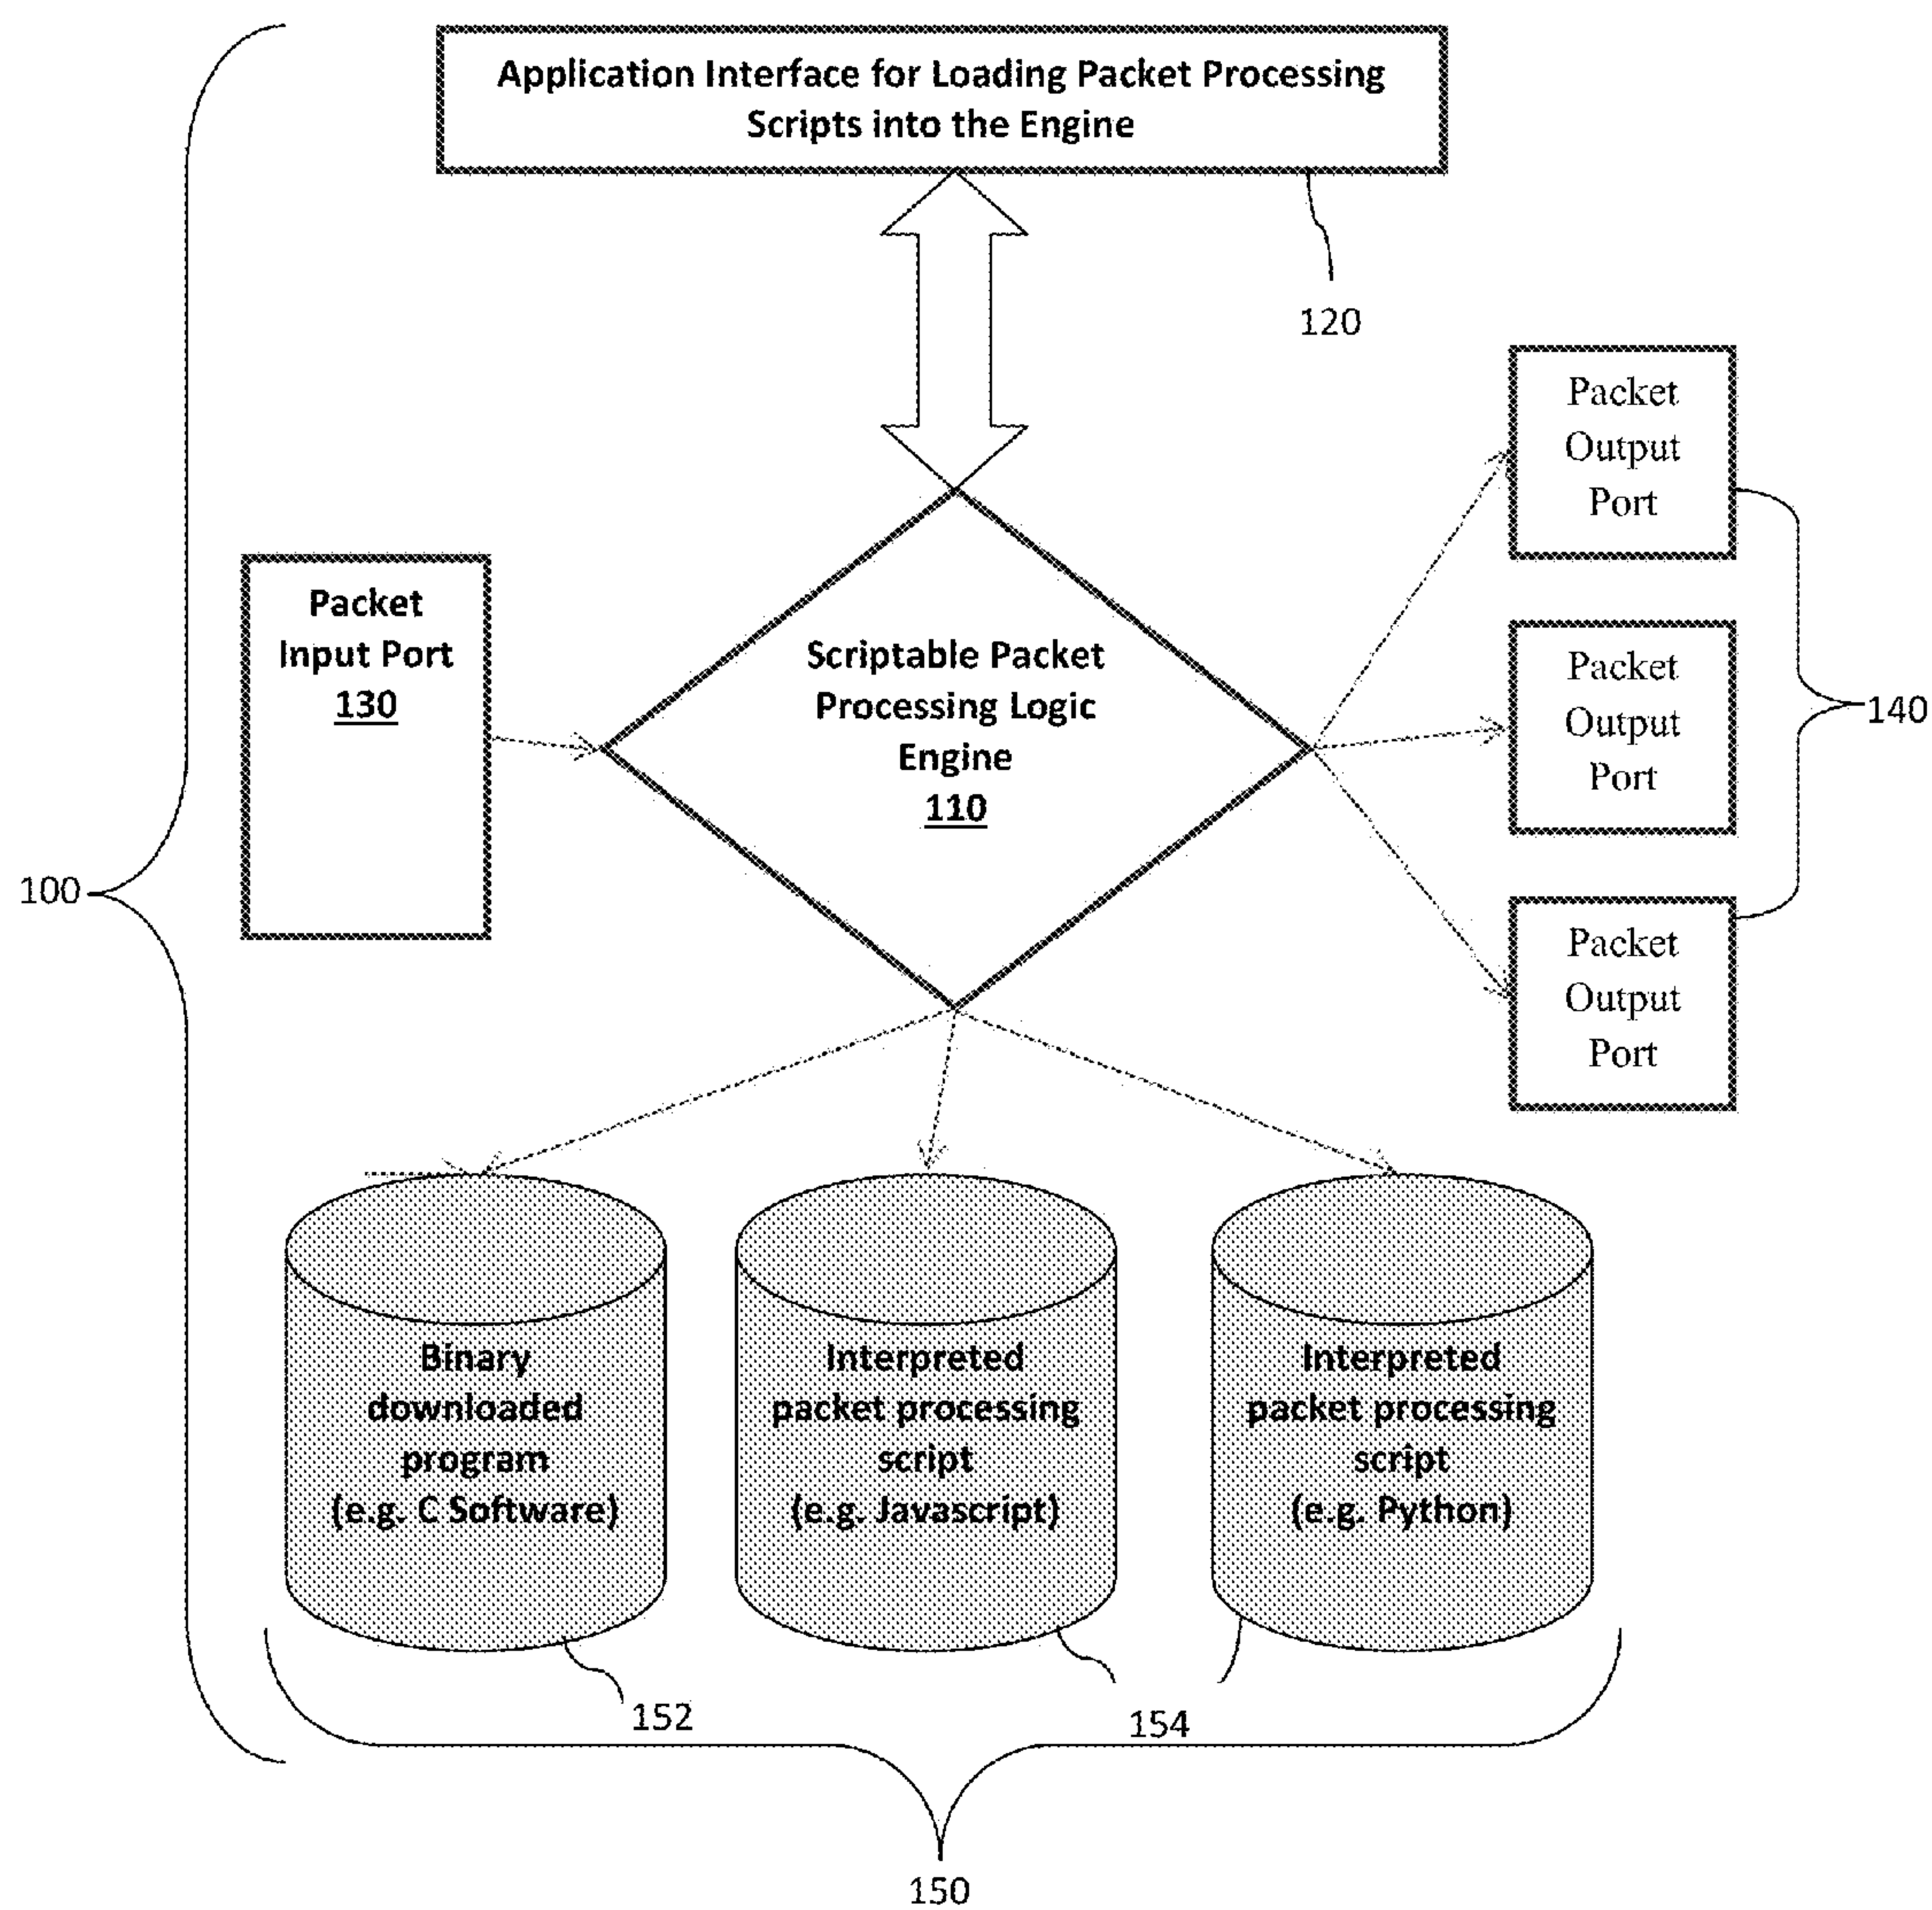 Application Interface for Loading Packet Processing
Scripts into the Engine
120
Packet
Output
Port
Packet
Input Port
130
Scriptable Packet
Processing Logic
Engine
110
Packet
Output
Port
140
100
Packet
Output
Port
Binary
downloaded
program
(e.g. C Software)
Interpreted
packet processing
script
(e.g. Javascript)
Interpreted
packet processing
script
(e.g. Python)
152
154
150